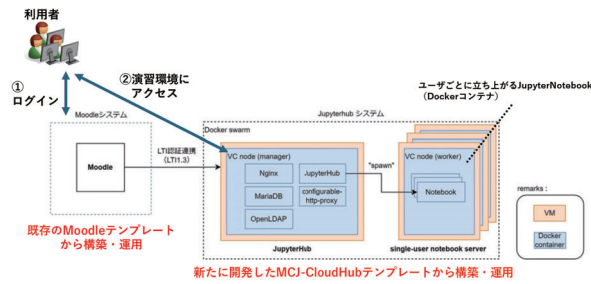 利用者
①
ログイン
②演習環境に
アクセス
ユーザごとに立ち上がるJupyterNotebook
(Dockerコンテナ)
Moodleシステム
Jupyterhub システム
Docker swarm
Moodle
LTI認証連携
(LTI1.3)
VC node (manager)
Nginx
JupyterHub
MariaDB
configurable-
http-proxy
OpenLDAP
JupyterHub
"spawn"
VC node (worker)
Notebook
single-user notebook server
remarks :
VM
Docker
container
既存のMoodleテンプレート
から構築・運用
新たに開発したMCJ-CloudHubテンプレートから構築・運用